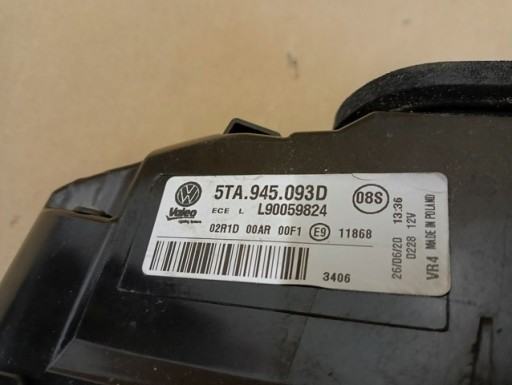 5TA.945.093D
Valeo ECE L L90059824 08S
02R1D 00AR 00F1 E9 11868
3406
26/06/20 13:36
D228 12V
VR4 MADE IN POLAND